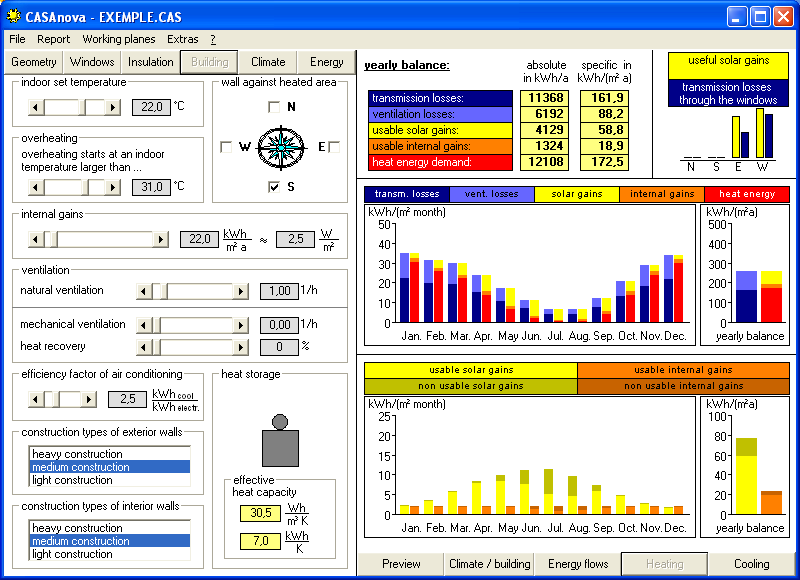 CASAnova - EXEMPLE.CAS
File Report Working planes Extras ?
Geometry Windows Insulation Building Climate Energy
indoor set temperature
22,0 °C
overheating
overheating starts at an indoor
temperature larger than ...
31,0 °C
wall against heated area
N
W E
S
internal gains
22,0 kWh/m² a ≈ 2,5 W/m²
ventilation
natural ventilation 1,00 1/h
mechanical ventilation 0,00 1/h
heat recovery 0 %
efficiency factor of air conditioning
2,5 kWh cool/kWh electr.
construction types of exterior walls
heavy construction
medium construction
light construction
construction types of interior walls
heavy construction
medium construction
light construction
heat storage
effective
heat capacity
30,5 Wh/m³ K
7,0 kWh/K
yearly balance: absolute in kWh/a specific in kWh/(m² a)
transmission losses: 11368 161,9
ventilation losses: 6192 88,2
usable solar gains: 4129 58,8
usable internal gains: 1324 18,9
heat energy demand: 12108 172,5
useful solar gains
transmission losses
through the windows
N S E W
transm. losses vent. losses solar gains internal gains heat energy
kWh/(m² month)
50
40
30
20
10
0
Jan. Feb. Mar. Apr. May Jun. Jul. Aug. Sep. Oct. Nov. Dec.
kWh/(m²a)
500
400
300
200
100
0
yearly balance
usable solar gains usable internal gains
non usable solar gains non usable internal gains
kWh/(m² month)
25
20
15
10
5
0
Jan. Feb. Mar. Apr. May Jun. Jul. Aug. Sep. Oct. Nov. Dec.
kWh/(m²a)
100
80
60
40
20
0
yearly balance
Preview Climate / building Energy flows Heating Cooling